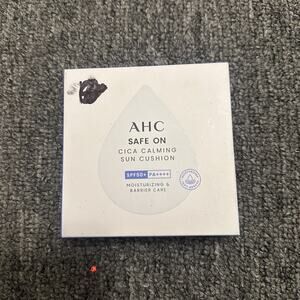 AHC
SAFE ON
CICA CALMING
SUN CUSHION
SPF50+ PA++++
MOISTURIZING &
BARRIER CARE